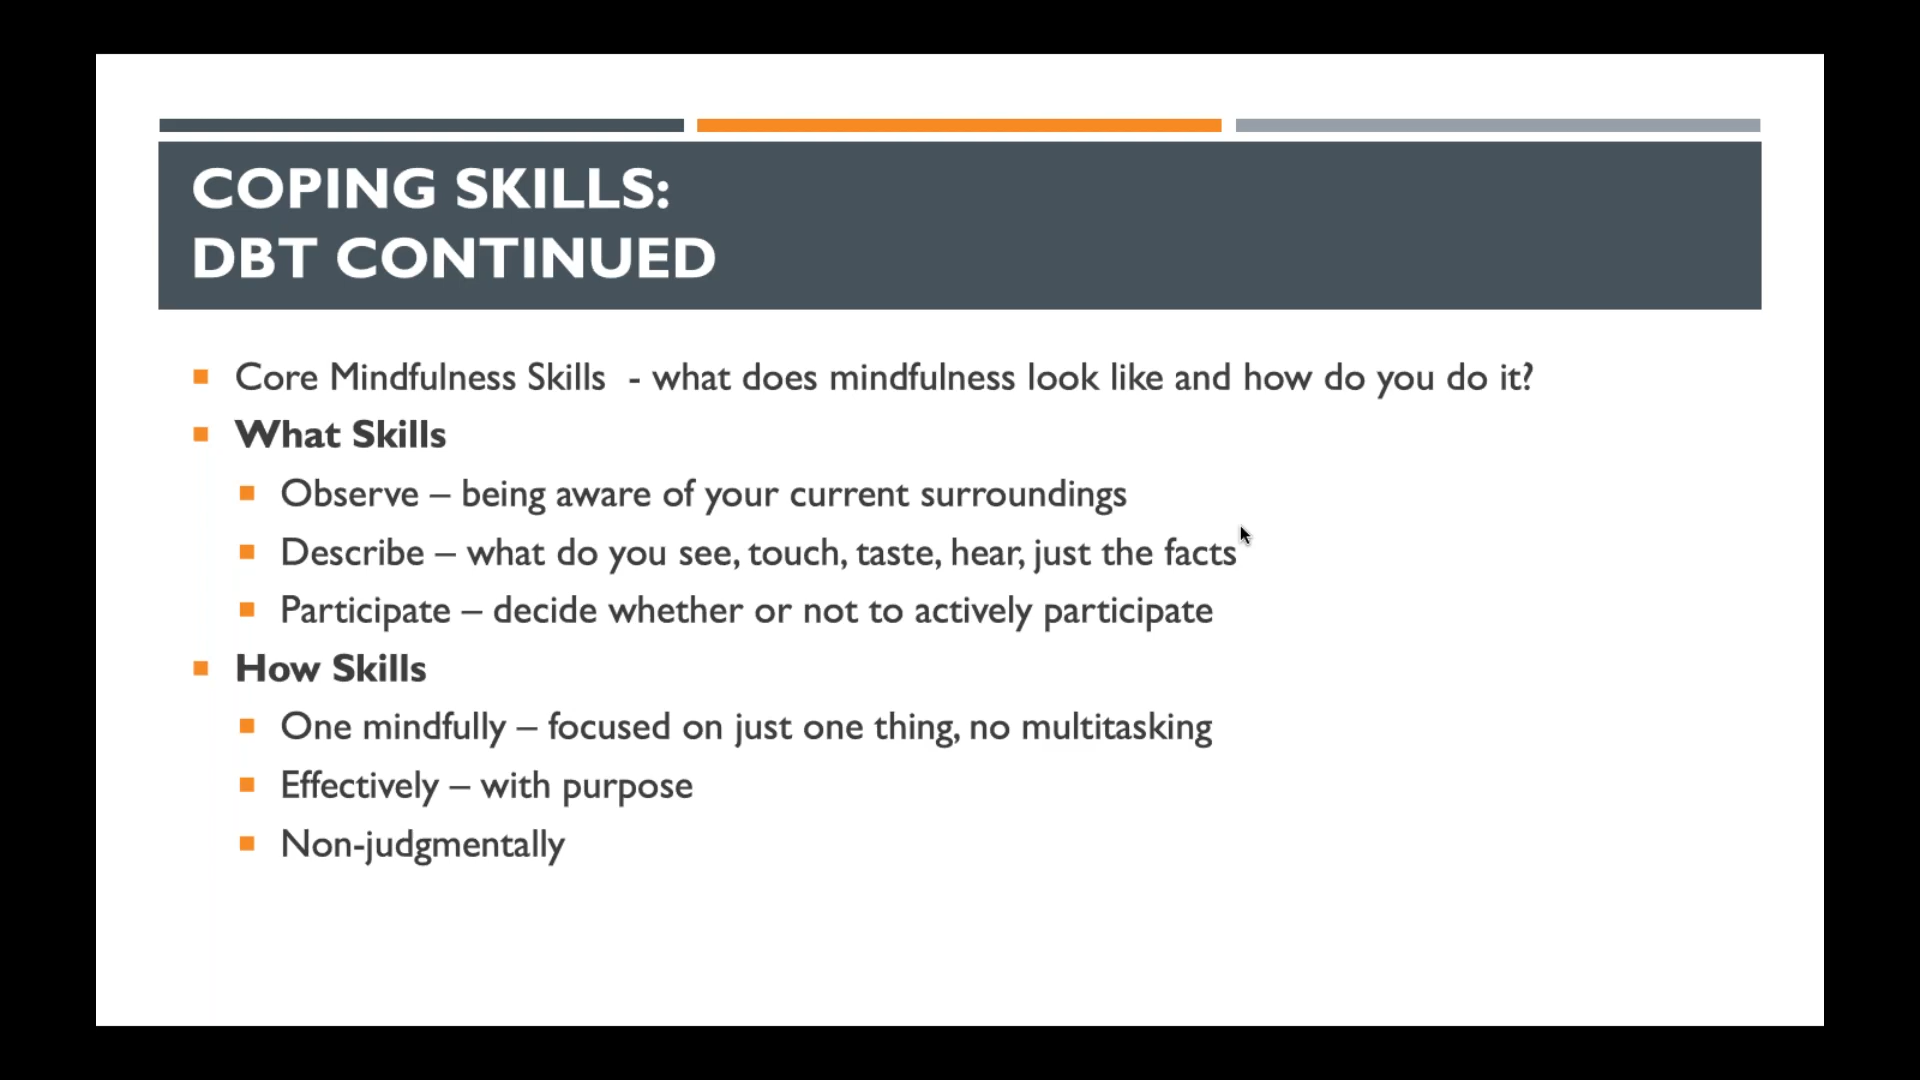 COPING SKILLS:
DBT CONTINUED
Core Mindfulness Skills  - what does mindfulness look like and how do you do it?
What Skills
Observe – being aware of your current surroundings
Describe – what do you see, touch, taste, hear, just the facts
Participate – decide whether or not to actively participate
How Skills
One mindfully – focused on just one thing, no multitasking
Effectively – with purpose
Non-judgmentally